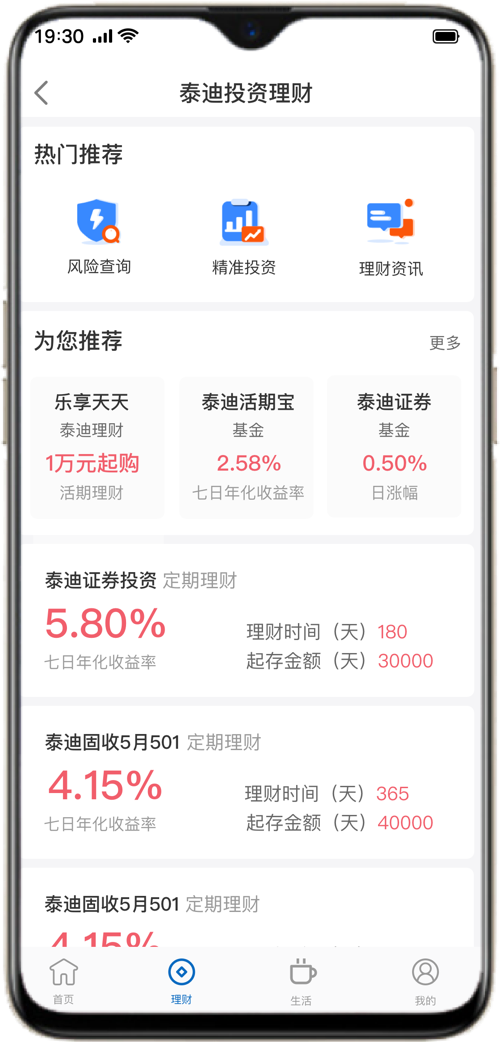 19:30
泰迪投资理财
热门推荐
风险查询 精准投资 理财资讯
为您推荐 更多
乐享天天 泰迪活期宝 泰迪证券
泰迪理财 基金 基金
1万元起购 2.58% 0.50%
活期理财 七日年化收益率 日涨幅
泰迪证券投资 定期理财
5.80%
理财时间（天）180
七日年化收益率 起存金额（天）30000
泰迪固收5月501 定期理财
4.15%
理财时间（天）365
七日年化收益率 起存金额（天）40000
泰迪固收5月501 定期理财
4.15%
首页 理财 生活 我的